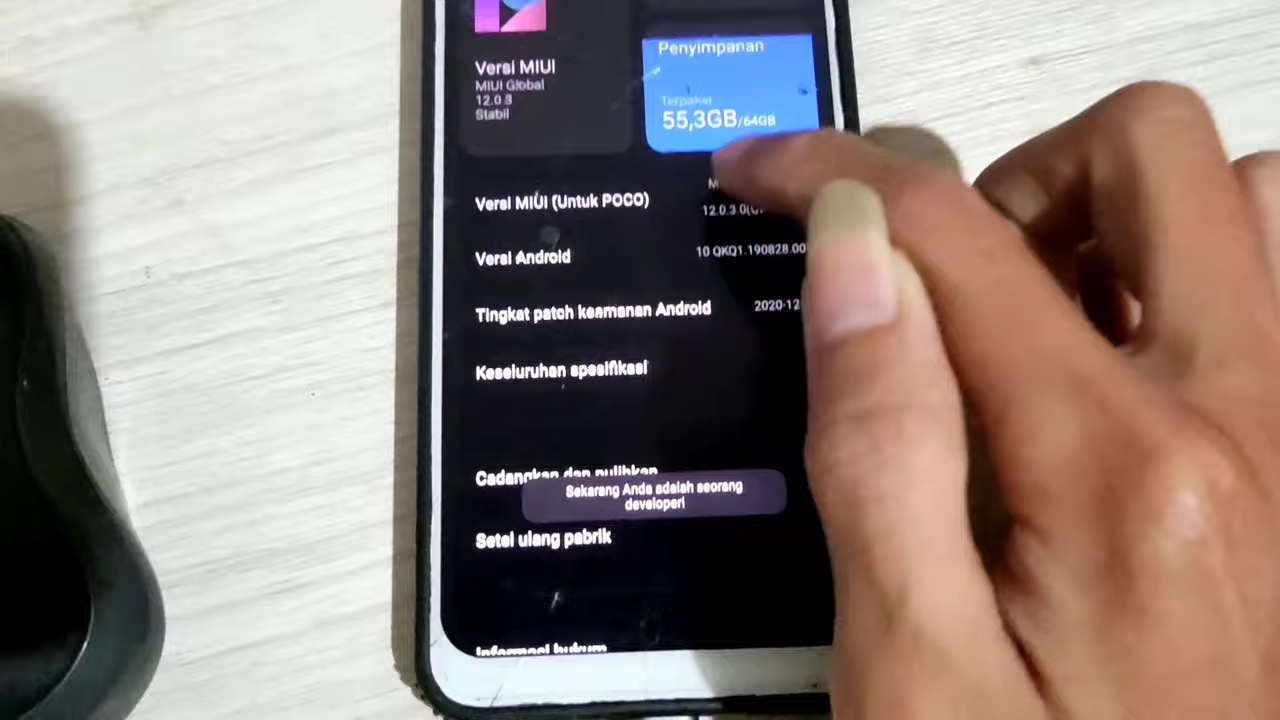 Penyimpanan
Versi MIUI
MIUI Global
12.0.3
Stabil
Terpakai
55,3GB/64GB
Versi MIUI (Untuk POCO)
12.0.3.0(
Versi Android
10 QKQ1.190828.00
Tingkat patch keamanan Android
2020-12
Keseluruhan spesifikasi
Cadangkan dan pulihkan
Sekarang Anda adalah seorang
developer!
Setel ulang pabrik
Informasi hukum